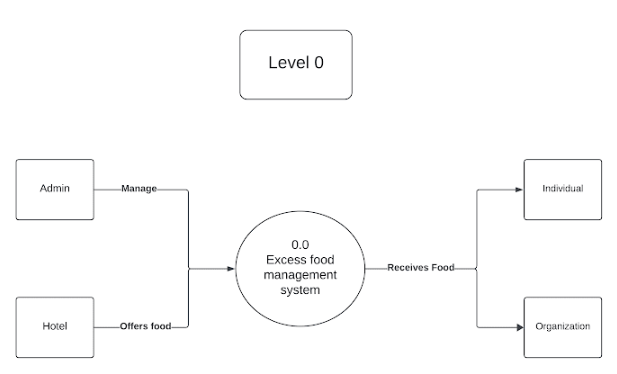 Level 0
Admin
Manage
Individual
0.0
Excess food
management
system
Receives Food
Hotel
Offers food
Organization